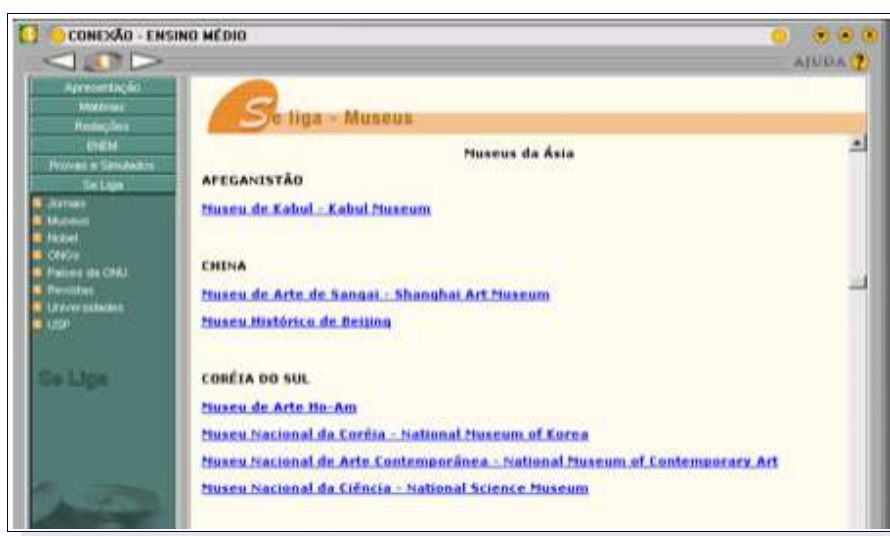 CONEXÃO - ENSINO MÉDIO
AJUDA ?
Apresentação
Matérias
Redações
ENEM
Provas e Simulados
Se Liga
Jornais
Museus
Nobel
ONGs
Países da ONU
Revistas
Universidades
USP
Se Liga
Se liga - Museus
Museus da Ásia
AFEGANISTÃO
Museu de Kabul - Kabul Museum
CHINA
Museu de Arte de Sangai - Shanghai Art Museum
Museu Histórico de Beijing
CORÉIA DO SUL
Museu de Arte Ho-Am
Museu Nacional da Coréia - National Museum of Korea
Museu Nacional de Arte Contemporânea - National Museum of Contemporary Art
Museu Nacional da Ciência - National Science Museum